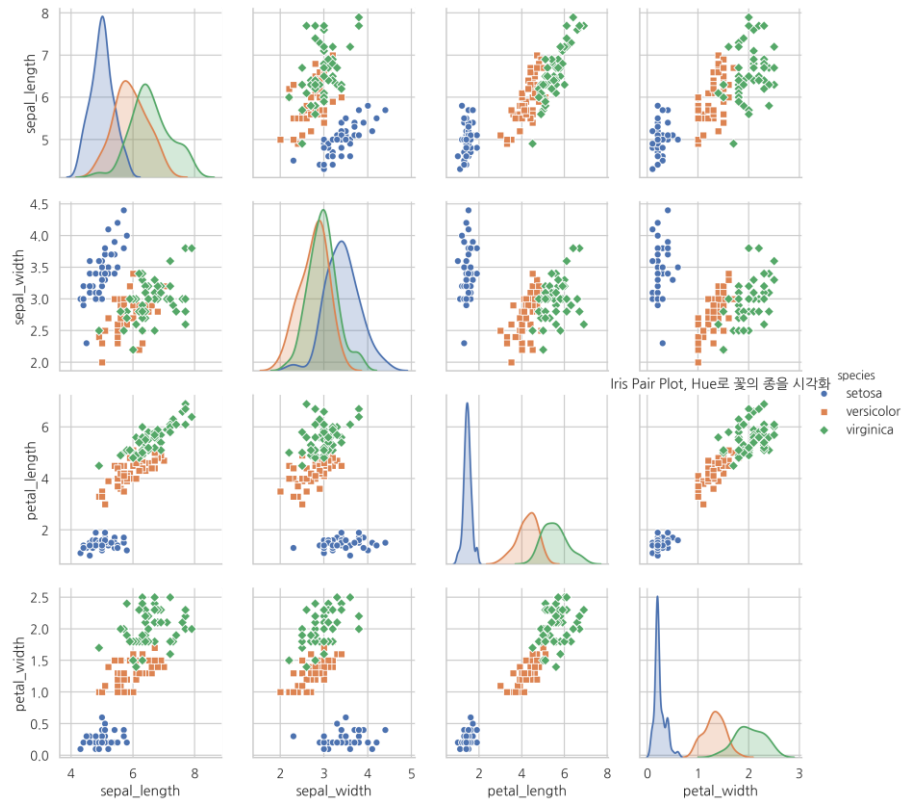 sepal_length
8
7
6
5
sepal_width
4.5
4.0
3.5
3.0
2.5
2.0
Iris Pair Plot, Hue로 꽃의 종을 시각화
species
setosa
versicolor
virginica
petal_length
6
4
2
petal_width
2.5
2.0
1.5
1.0
0.5
0.0
4 6 8 2 3 4 5 2 4 6 8 0 1 2 3
sepal_length sepal_width petal_length petal_width